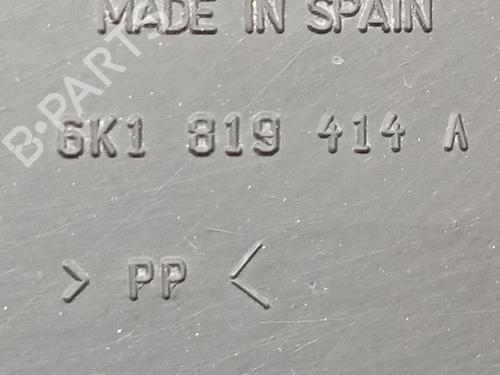 MADE IN SPAIN
B-PARTS
6K1 819 414 A
> PP <